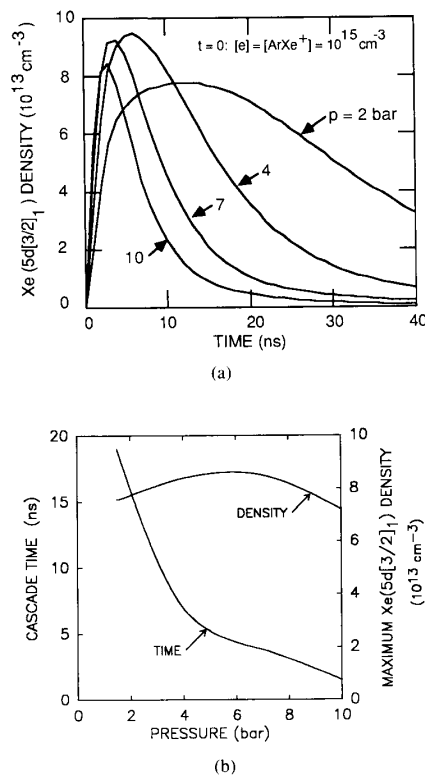 10
8
6
4
2
0
0
10
20
30
40
Xe (5d[3/2]₁) DENSITY (10¹³ cm⁻³)
t = 0: [e] = [ArXe⁺] = 10¹⁵ cm⁻³
p = 2 bar
4
7
10
TIME (ns)
(a)
20
15
10
5
0
0
2
4
6
8
10
10
8
6
4
2
0
CASCADE TIME (ns)
MAXIMUM Xe(5d[3/2]₁) DENSITY
(10¹³ cm⁻³)
DENSITY
TIME
PRESSURE (bar)
(b)